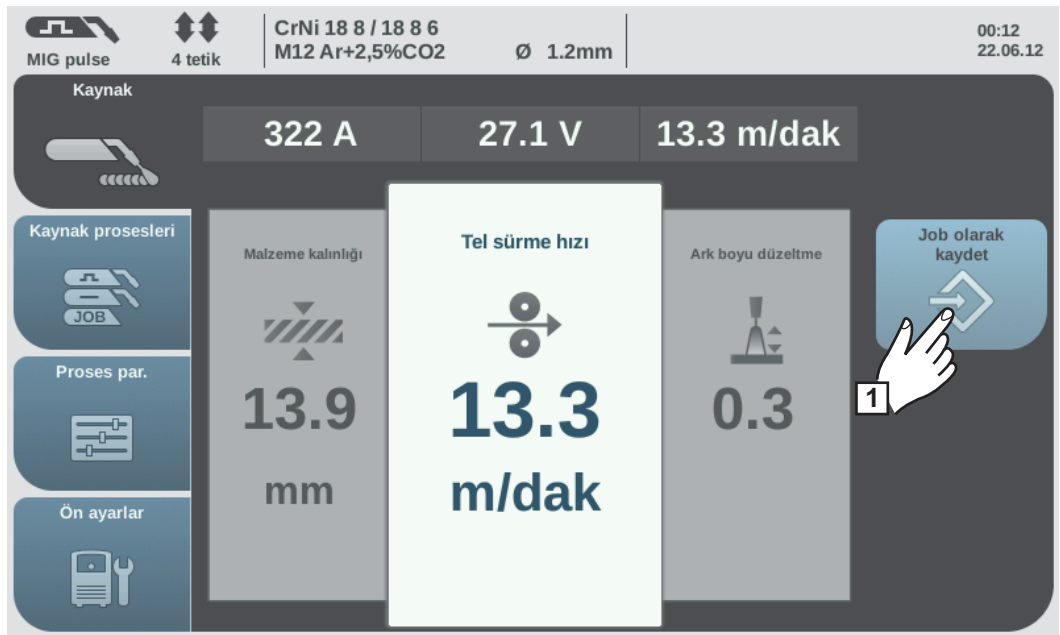 MIG pulse
4 tetik
CrNi 18 8 / 18 8 6
M12 Ar+2,5%CO2 Ø 1.2mm
00:12
22.06.12
Kaynak
322 A
27.1 V
13.3 m/dak
Kaynak prosesleri
JOB
Proses par.
Ön ayarlar
Malzeme kalınlığı
13.9
mm
Tel sürme hızı
13.3
m/dak
Ark boyu düzeltme
0.3
Job olarak
kaydet
1